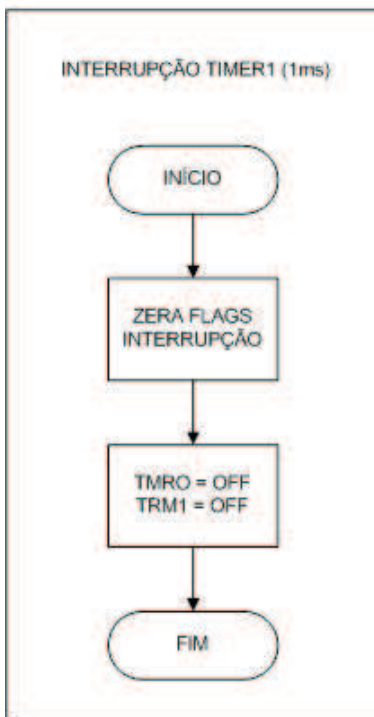 INTERRUPÇÃO TIMER1 (1ms)
INÍCIO
ZERA FLAGS
INTERRUPÇÃO
TMRO = OFF
TRM1 = OFF
FIM